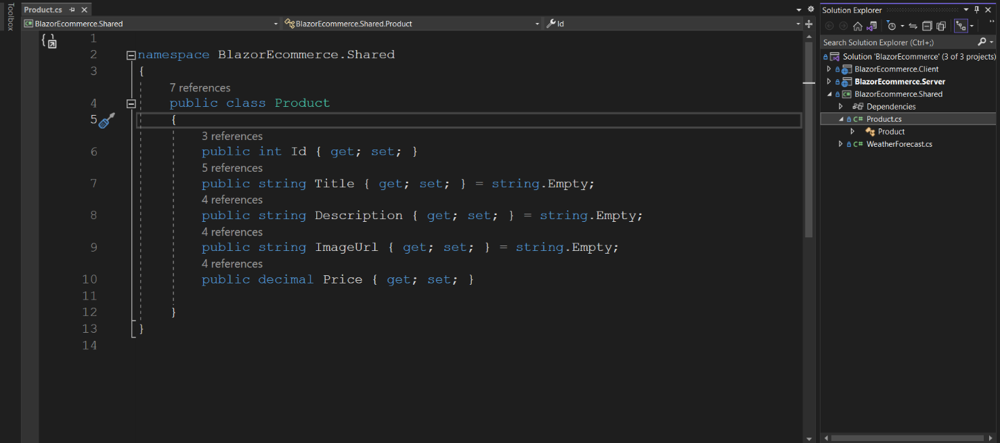 Toolbox
Product.cs
BlazorEcommerce.Shared
BlazorEcommerce.Shared.Product
Id
1
2 namespace BlazorEcommerce.Shared
3 {
7 references
4 public class Product
5 {
3 references
6 public int Id { get; set; }
5 references
7 public string Title { get; set; } = string.Empty;
4 references
8 public string Description { get; set; } = string.Empty;
4 references
9 public string ImageUrl { get; set; } = string.Empty;
4 references
10 public decimal Price { get; set; }
11
12 }
13 }
14
Solution Explorer
Search Solution Explorer (Ctrl+;)
Solution 'BlazorEcommerce' (3 of 3 projects)
BlazorEcommerce.Client
BlazorEcommerce.Server
BlazorEcommerce.Shared
Dependencies
C# Product.cs
Product
C# WeatherForecast.cs